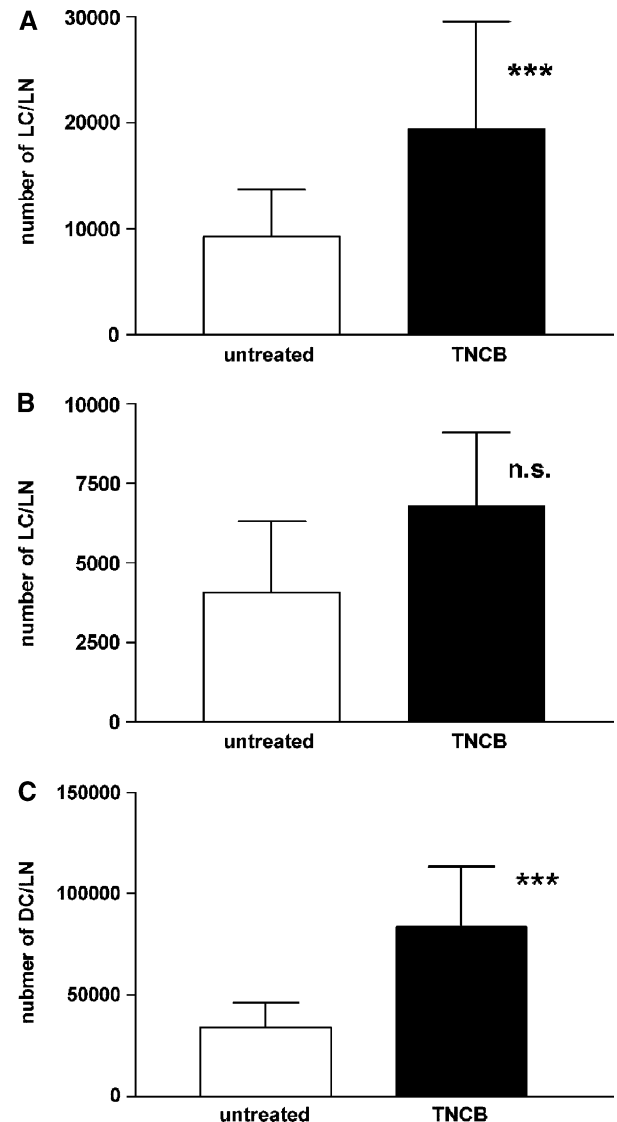 A
30000
20000
10000
0
number of LC/LN
***
untreated TNCB
B
10000
7500
5000
2500
0
number of LC/LN
n.s.
untreated TNCB
C
150000
100000
50000
0
nubmer of DC/LN
***
untreated TNCB